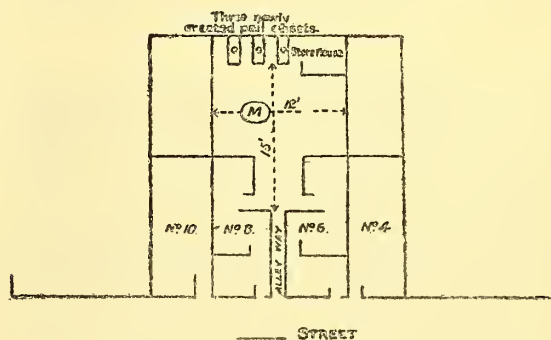 Three newly
erected pail closets.
Store House
M
12'
15'
Nº 10.
Nº 8.
ALLEY WAY
Nº 6.
Nº 4
STREET